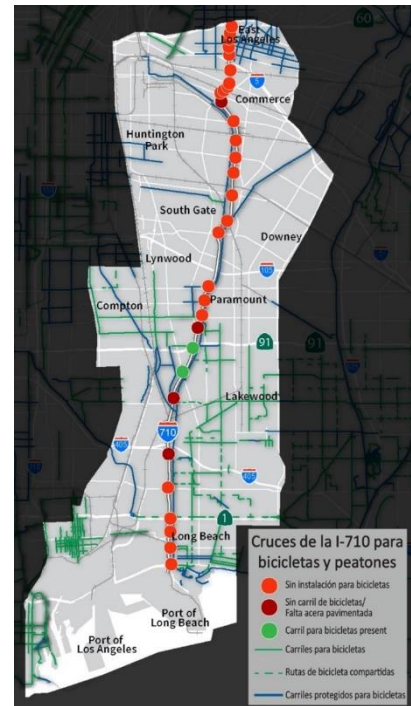 60
East
Los Angeles
5
Commerce
Huntington
Park
South Gate
Downey
Lynwood
105
Compton
Paramount
91
91
Lakewood
710
405
405
1
Long Beach
Port of
Long Beach
Port of
Los Angeles
Cruces de la I-710 para
bicicletas y peatones
Sin instalación para bicicletas
Sin carril de bicicletas/
Falta acera pavimentada
Carril para bicicletas present
Carriles para bicicletas
Rutas de bicicleta compartidas
Carriles protegidos para bicicletas